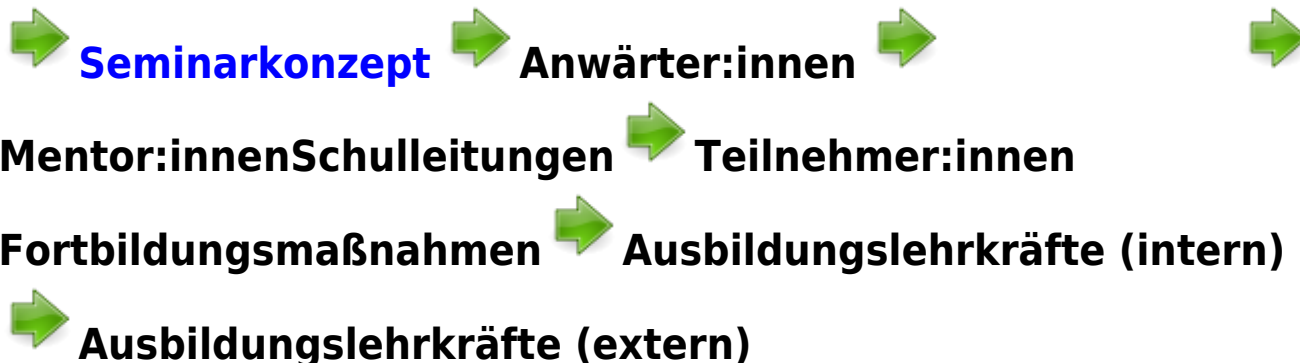 Seminarkonzept Anwärter:innen
Mentor:innenSchulleitungen Teilnehmer:innen
Fortbildungsmaßnahmen Ausbildungslehrkräfte (intern)
Ausbildungslehrkräfte (extern)